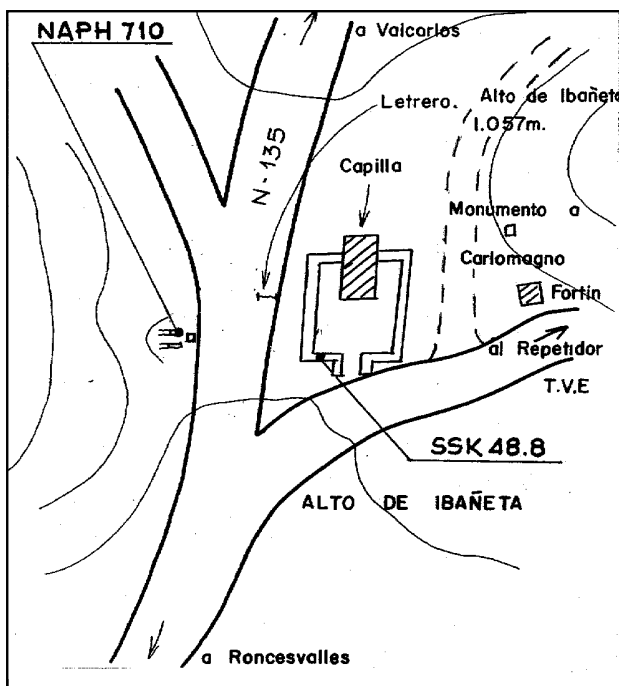 NAPH 710
a Valcarlos
Letrero.
Alto de Ibañeta
1.057m.
N-135
Capilla
Monumento a
Carlomagno
Fortin
al Repetidor
T.V.E
SSK 48.8
ALTO DE IBAÑETA
a Roncesvalles